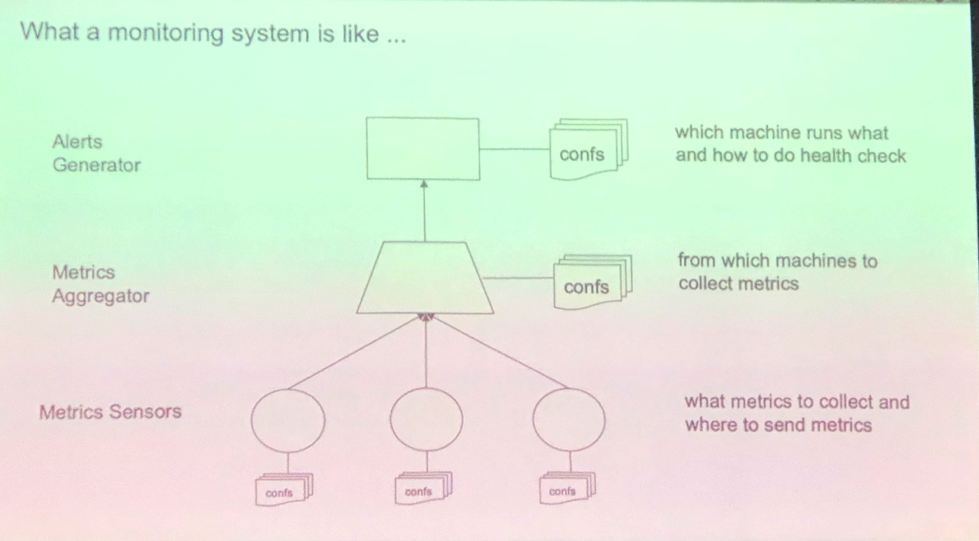 What a monitoring system is like ...
Alerts
Generator
confs
which machine runs what
and how to do health check
Metrics
Aggregator
confs
from which machines to
collect metrics
Metrics Sensors
what metrics to collect and
where to send metrics
confs
confs
confs